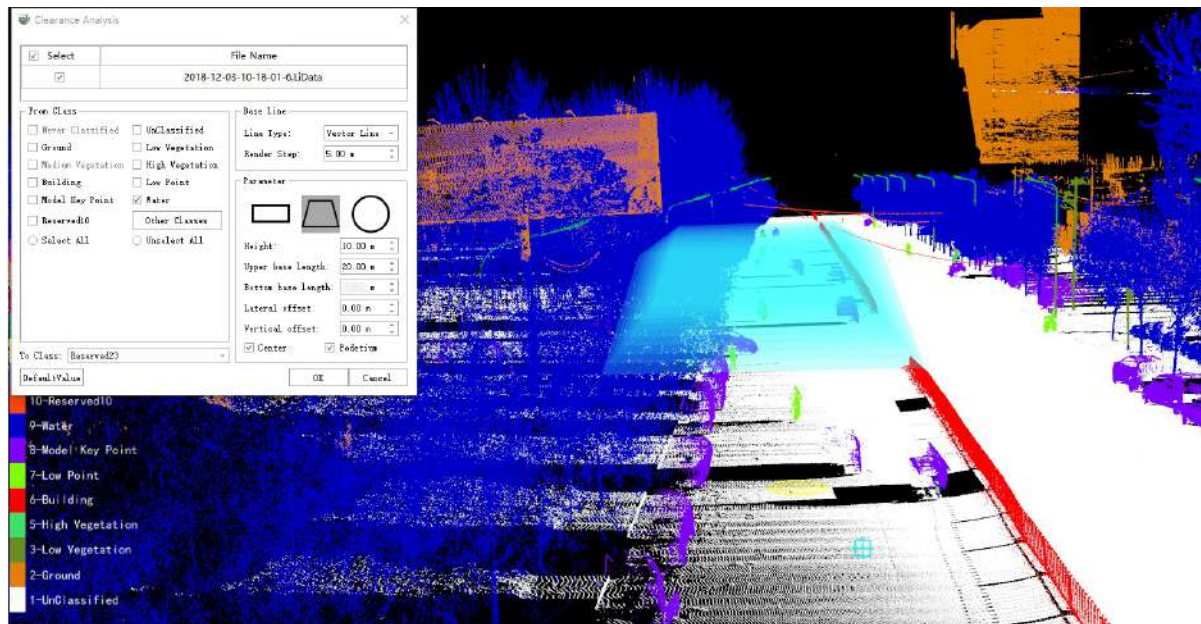 Clearance Analysis
Select File Name
2018-12-03-10-18-01-6.LiData
From Class
Never Classified UnClassified
Ground Low Vegetation
Medium Vegetation High Vegetation
Building Low Point
Model Key Point Water
Reserved10 Other Classes
Select All Unselect All
To Class: Reserved23
DefaultValue
Base Line
Line Type: Vector Line
Render Step: 5.00 m
Parameter
Height: 10.00 m
Upper base length: 20.00 m
Bottom base length: m
Lateral offset: 0.00 m
Vertical offset: 0.00 m
Center Podetium
OK Cancel
10-Reserved10
9-Water
8-Model Key Point
7-Low Point
6-Building
5-High Vegetation
3-Low Vegetation
2-Ground
1-UnClassified